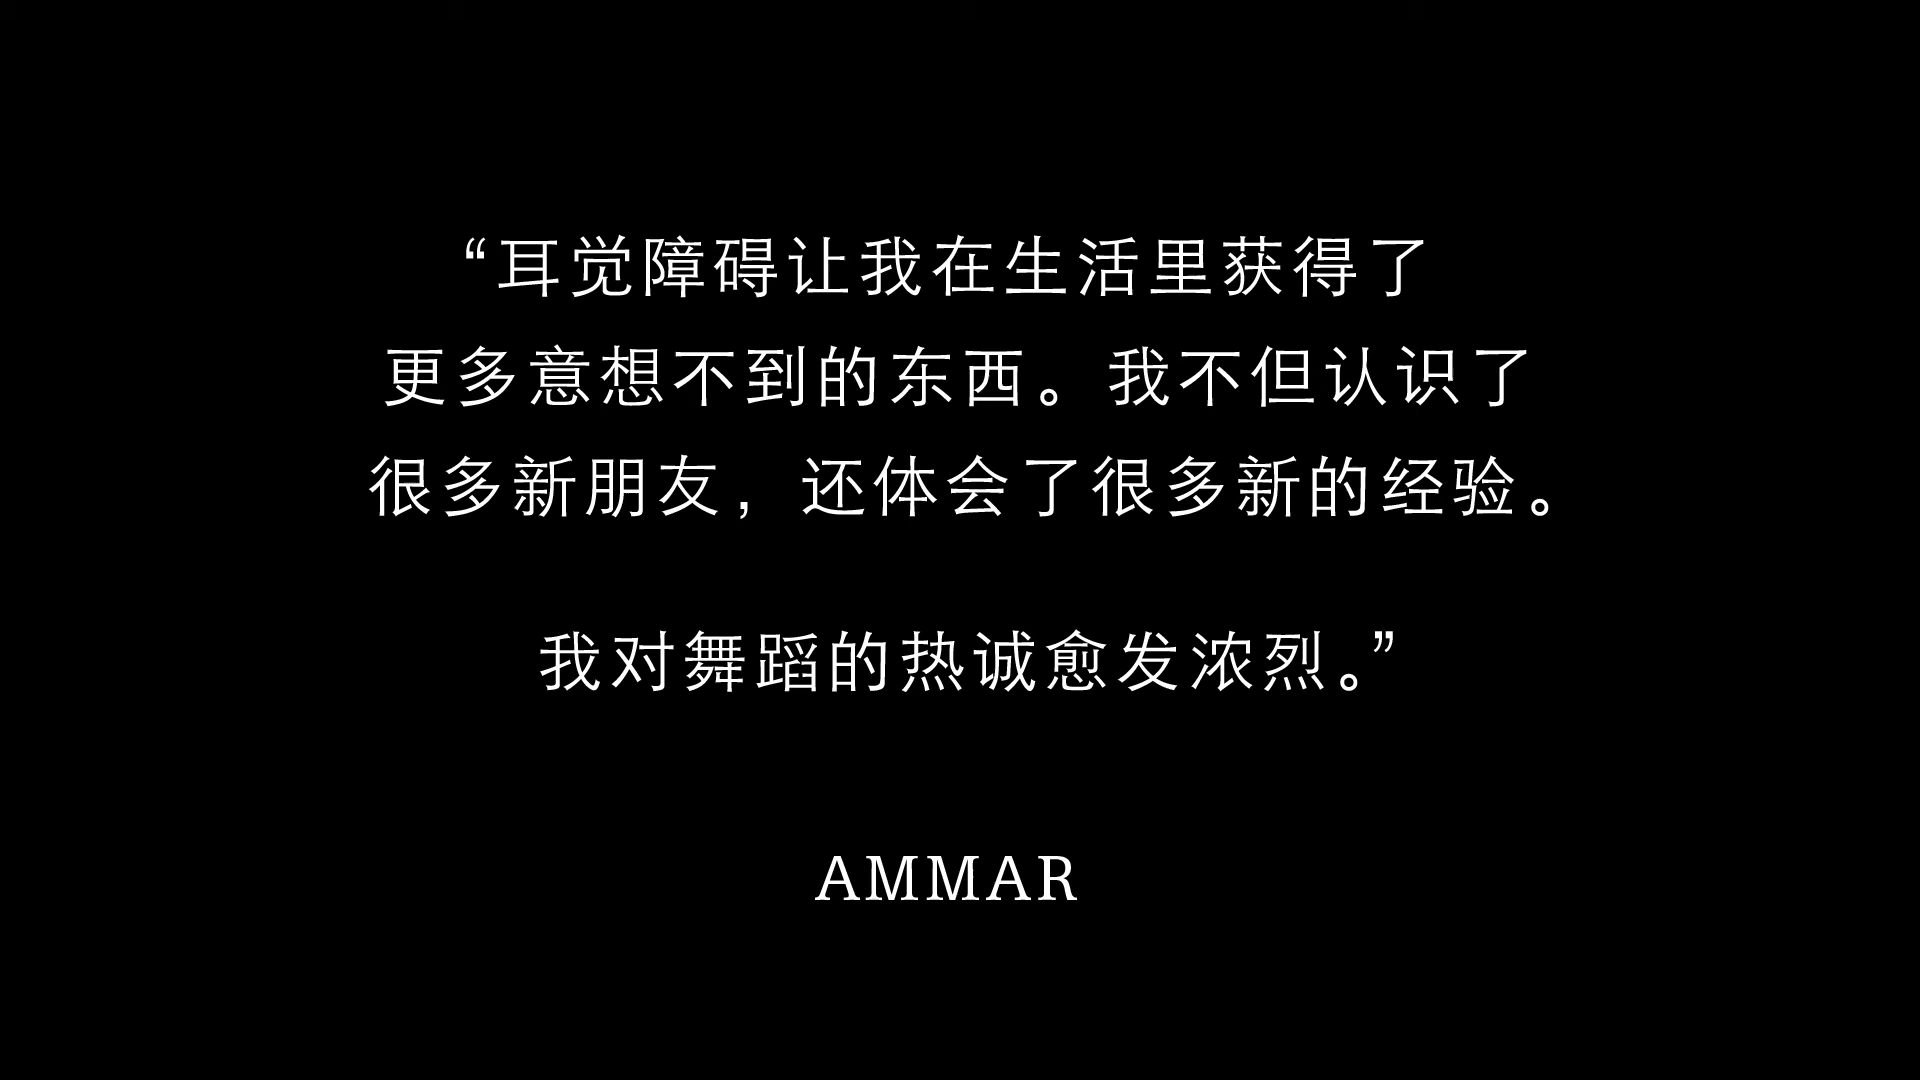 “耳觉障碍让我在生活里获得了
更多意想不到的东西。我不但认识了
很多新朋友，还体会了很多新的经验。
我对舞蹈的热诚愈发浓烈。”
AMMAR